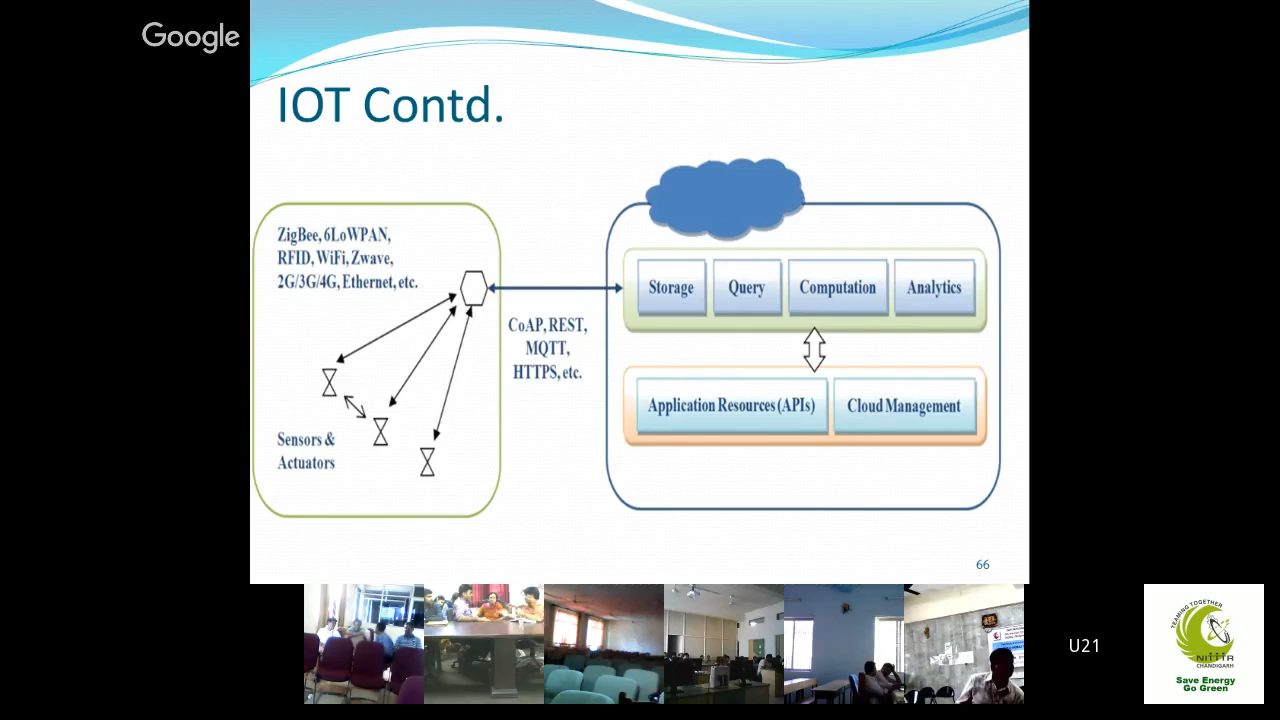 Google
IOT Contd.
ZigBee, 6LoWPAN,
RFID, WiFi, Zwave,
2G/3G/4G, Ethernet, etc.
Sensors &
Actuators
CoAP, REST,
MQTT,
HTTPS, etc.
Storage
Query
Computation
Analytics
Application Resources (APIs)
Cloud Management
66
U21
TEAMING TOGETHER
NITTTR
CHANDIGARH
Save Energy
Go Green